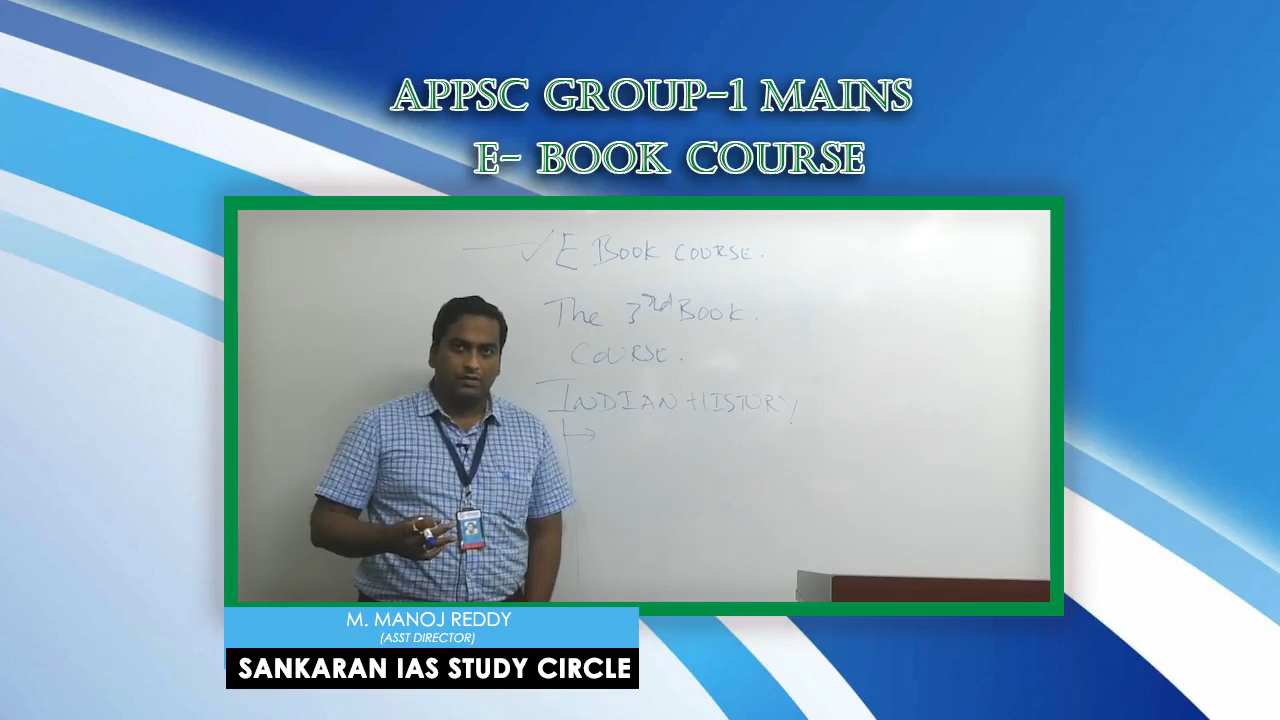 APPSC GROUP-1 MAINS
E- BOOK COURSE
E BOOK COURSE.
The 3rd Book.
COURSE.
INDIAN HISTORY
M. MANOJ REDDY
(ASST DIRECTOR)
SANKARAN IAS STUDY CIRCLE